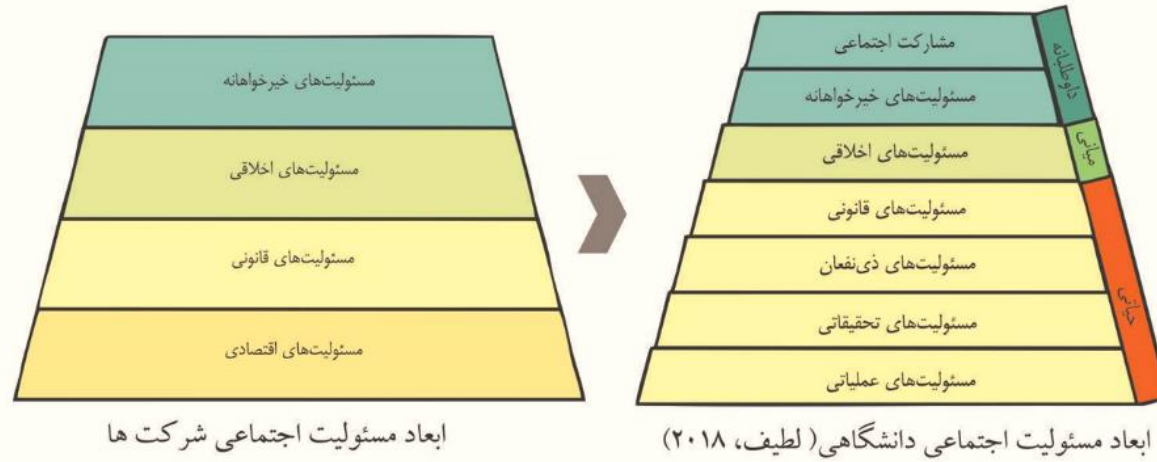 مشارکت اجتماعی
مسئولیت‌های خیرخواهانه
مسئولیت‌های اخلاقی
مسئولیت‌های قانونی
مسئولیت‌های ذی‌نفعان
مسئولیت‌های تحقیقاتی
مسئولیت‌های عملیاتی
داوطلبانه
میانی
حیاتی
ابعاد مسئولیت اجتماعی دانشگاهی( لطیف، ۲۰۱۸)
مسئولیت‌های خیرخواهانه
مسئولیت‌های اخلاقی
مسئولیت‌های قانونی
مسئولیت‌های اقتصادی
ابعاد مسئولیت اجتماعی شرکت ها